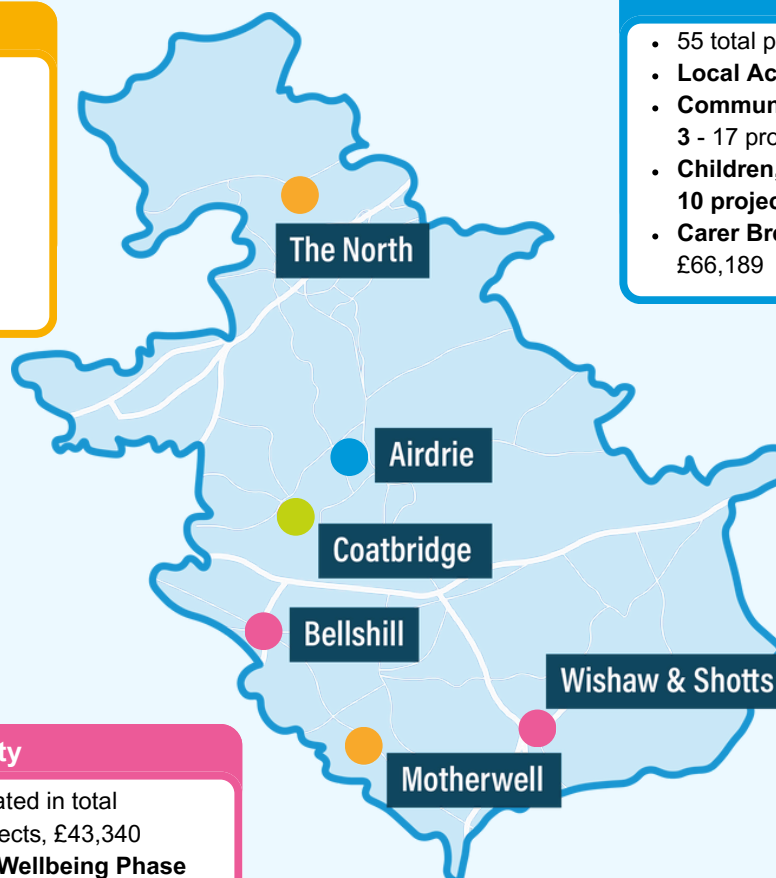 • 55 total p
• Local Ac
• Commun
3 - 17 pro
• Children,
10 projec
• Carer Bre
£66,189
The North
Airdrie
Coatbridge
Bellshill
Wishaw & Shotts
Motherwell
ty
ated in total
ects, £43,340
Wellbeing Phase